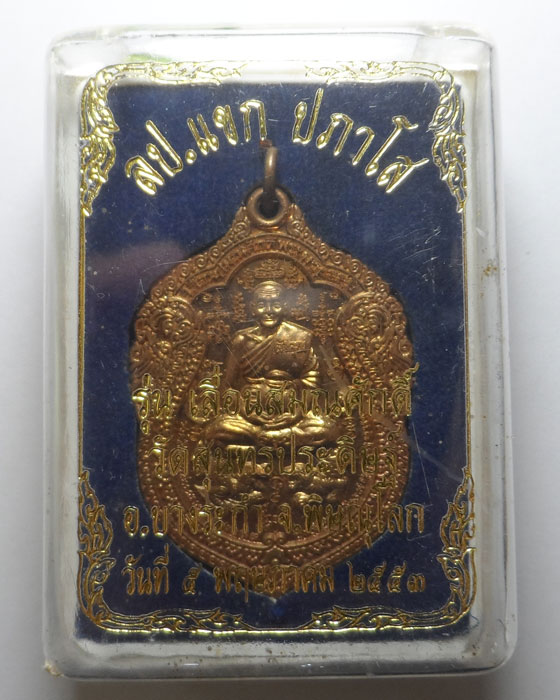 ลป.แขก ปภาโส
รุ่น เลื่อนสมณศักดิ์
วัดสุนทรประดิษฐ์
อ.บางระกำ จ.พิษณุโลก
วันที่ ๕ พฤษภาคม ๒๕๕๓